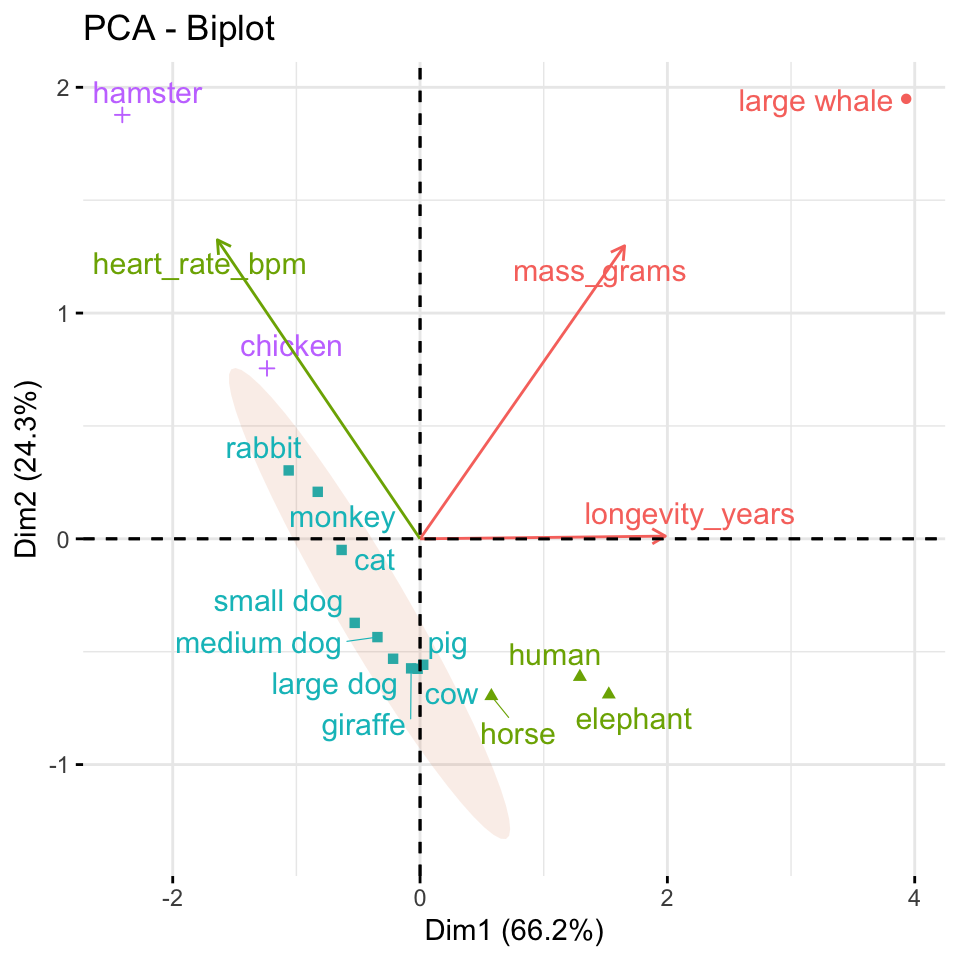 PCA - Biplot
2
hamster
large whale
heart_rate_bpm
mass_grams
1
chicken
rabbit
longevity_years
monkey
0
cat
small dog
medium dog
pig
human
large dog
cow
giraffe
horse
elephant
-1
-2
0
2
4
Dim1 (66.2%)
Dim2 (24.3%)